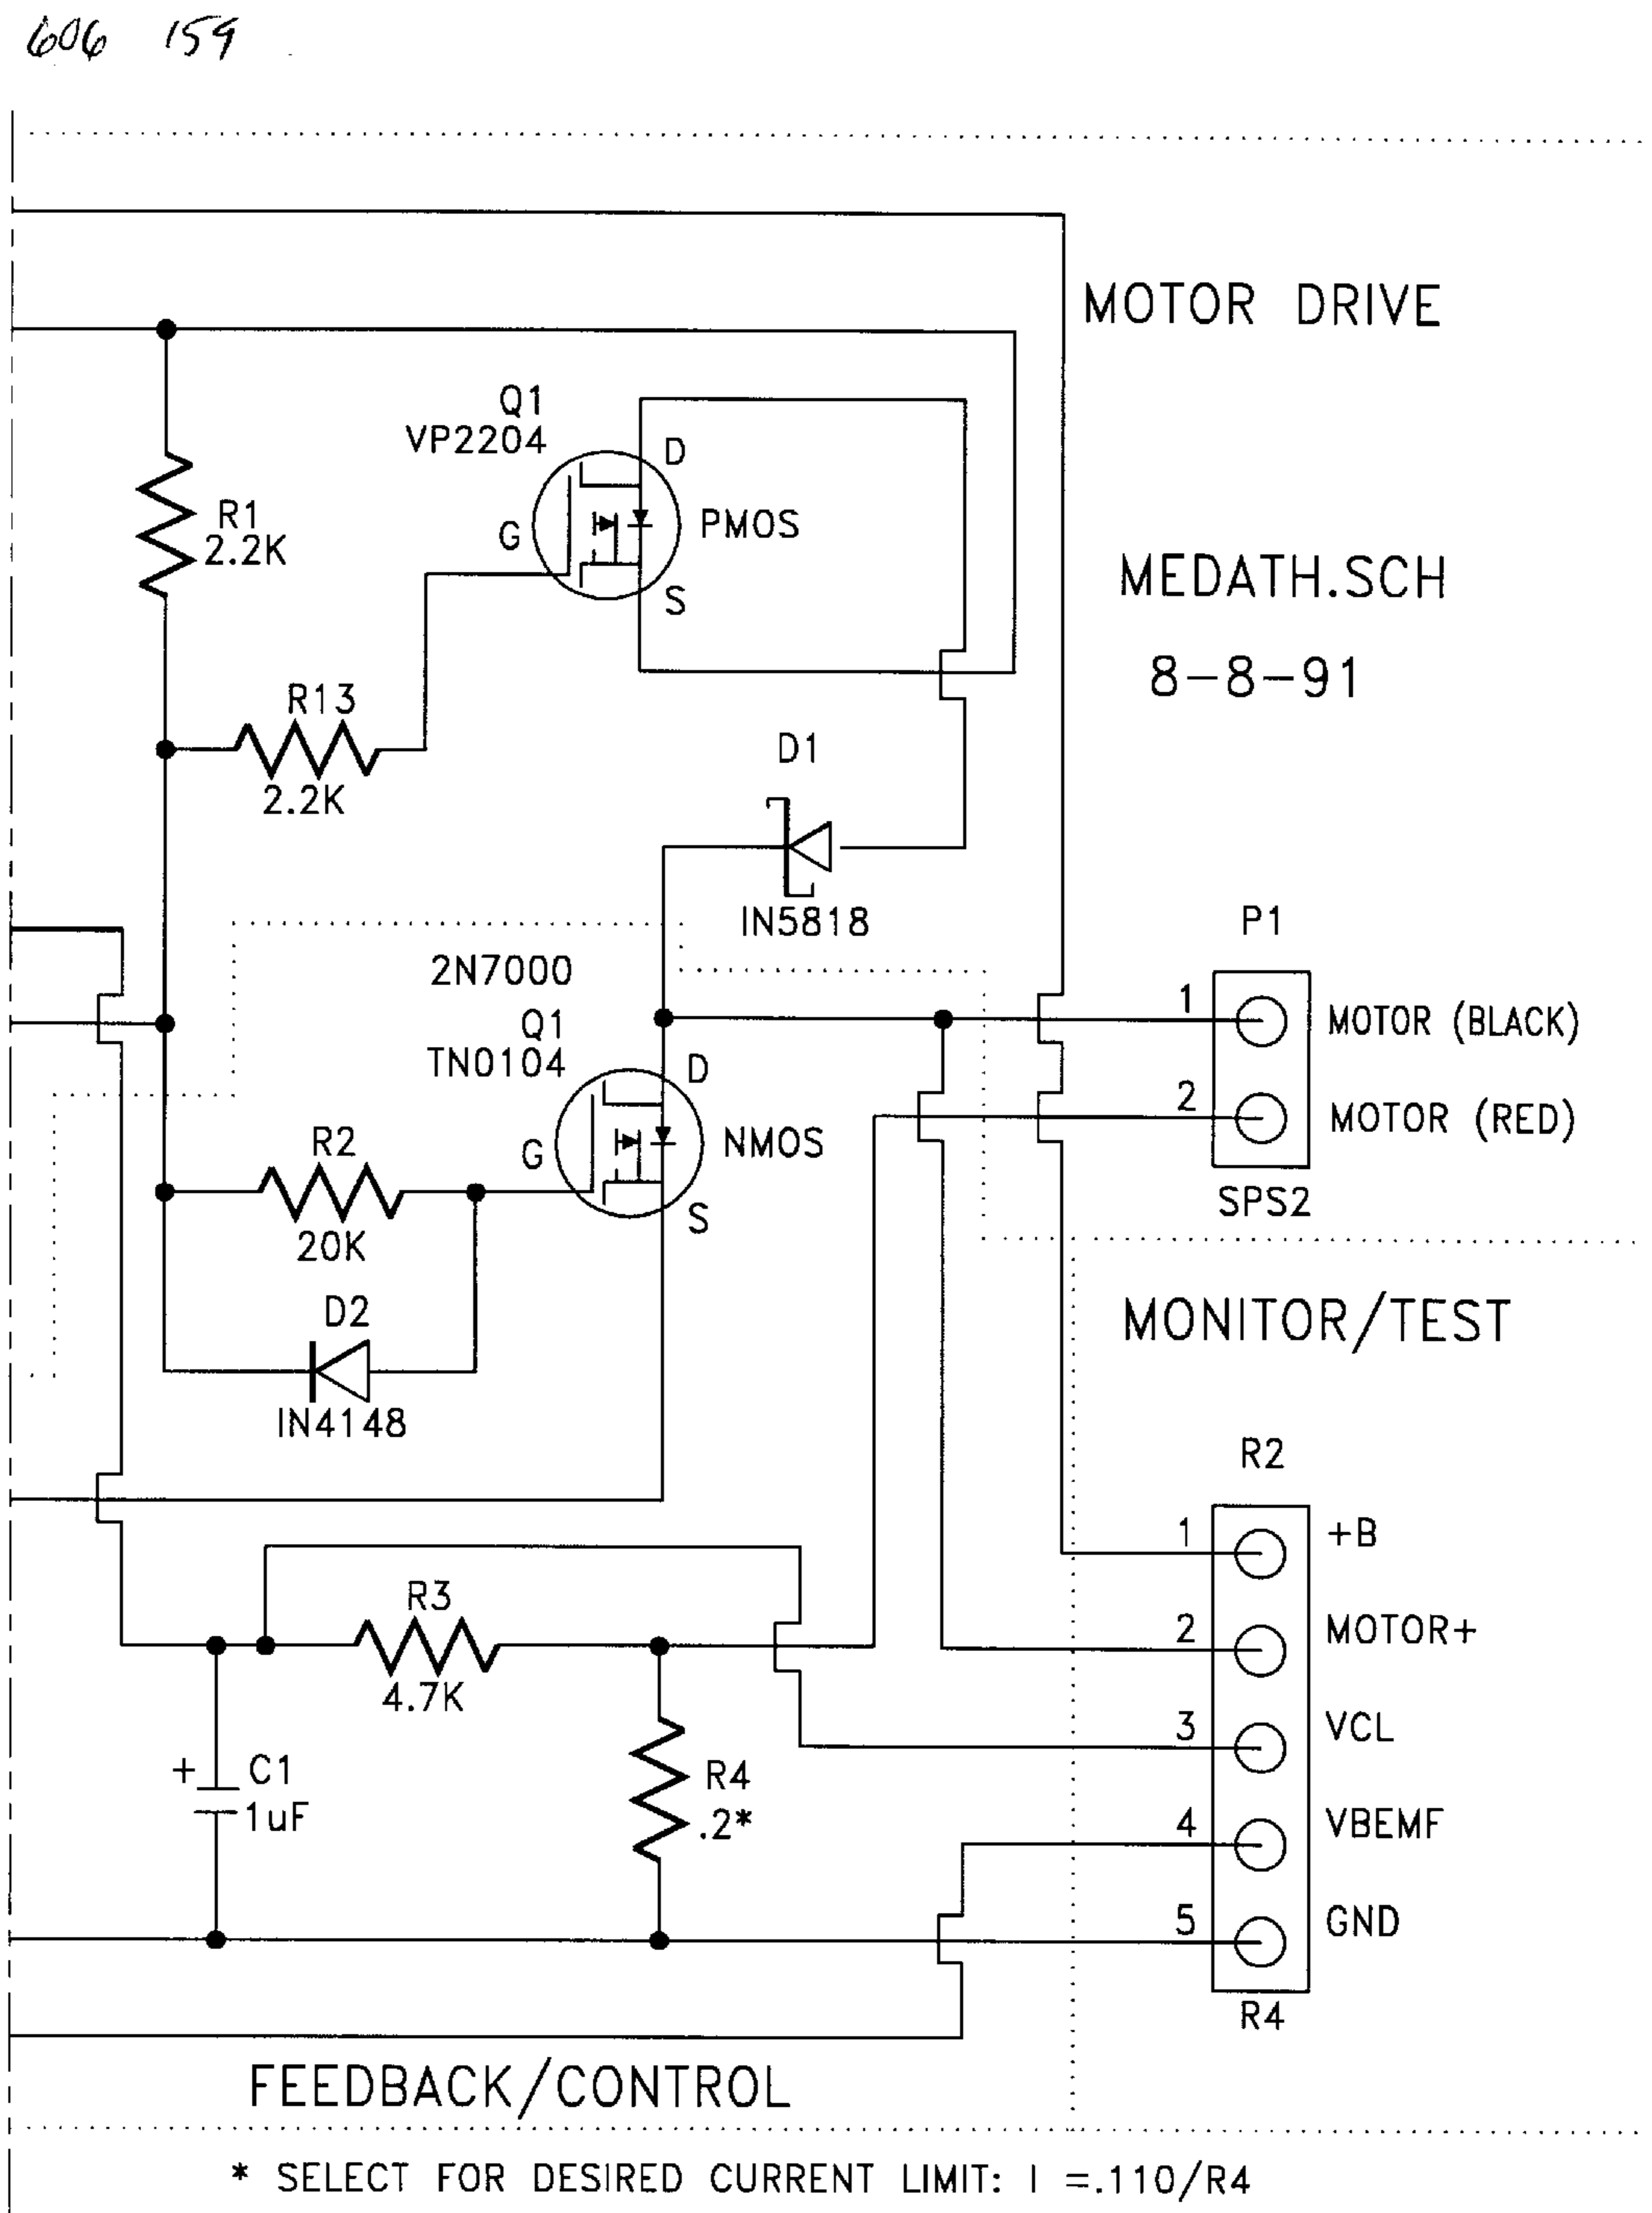 606 159
MOTOR DRIVE
Q1
VP2204
D
G
PMOS
S
R1
2.2K
MEDATH.SCH
8-8-91
R13
2.2K
D1
IN5818
P1
2N7000
Q1
TN0104
D
G
NMOS
S
1
MOTOR (BLACK)
2
MOTOR (RED)
SPS2
R2
20K
D2
IN4148
MONITOR/TEST
R2
1
+B
2
MOTOR+
3
VCL
4
VBEMF
5
GND
R4
R3
4.7K
+
C1
1uF
R4
.2*
FEEDBACK/CONTROL
* SELECT FOR DESIRED CURRENT LIMIT: I =.110/R4